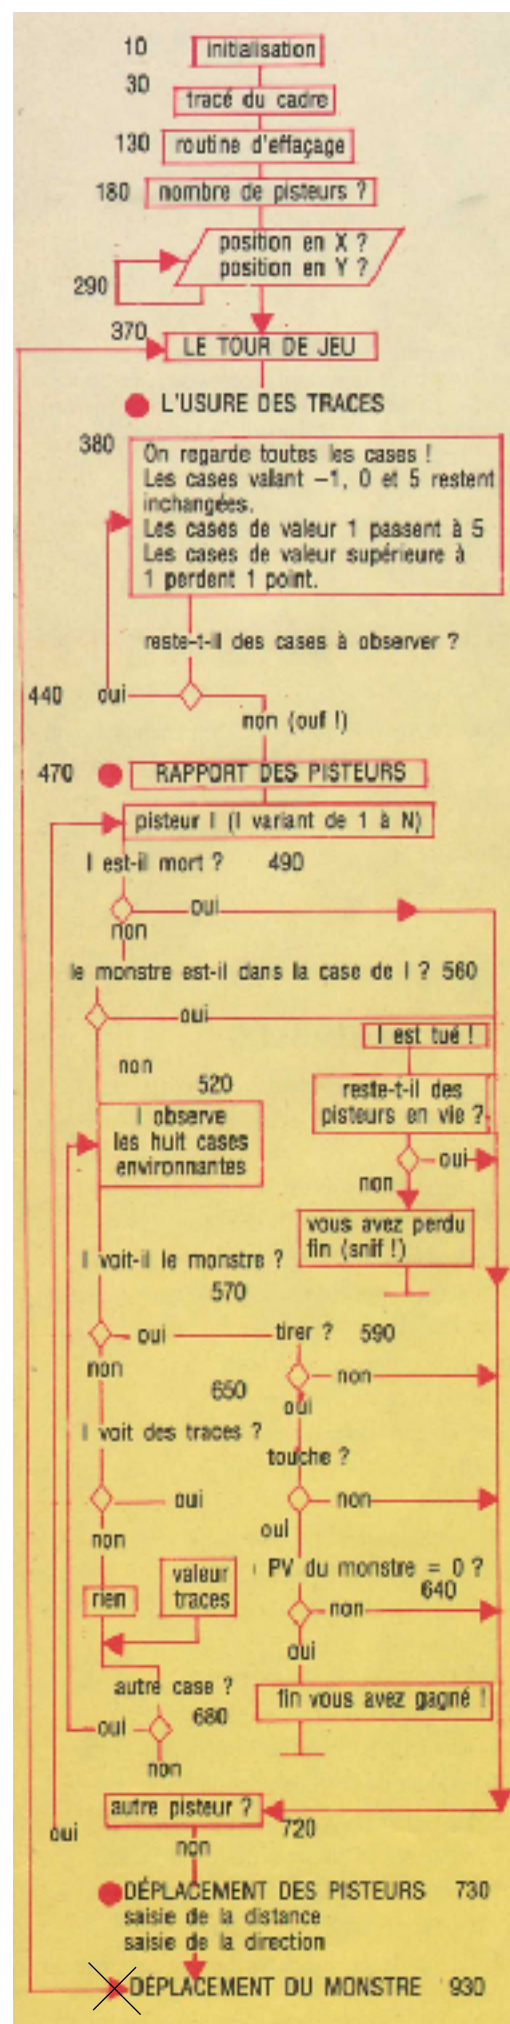 10 initialisation
30
tracé du cadre
130 routine d'effaçage
180 nombre de pisteurs ?
position en X ?
position en Y ?
290
370
LE TOUR DE JEU
L'USURE DES TRACES
380
On regarde toutes les cases !
Les cases valant –1, 0 et 5 restent
inchangées.
Les cases de valeur 1 passent à 5
Les cases de valeur supérieure à
1 perdent 1 point.
reste-t-il des cases à observer ?
440 oui
non (ouf !)
470 RAPPORT DES PISTEURS
pisteur I (I variant de 1 à N)
I est-il mort ? 490
oui
non
le monstre est-il dans la case de I ? 560
oui
I est tué !
non
520
reste-t-il des
pisteurs en vie ?
I observe
les huit cases
environnantes
oui
non
vous avez perdu
fin (snif !)
I voit-il le monstre ?
570
oui
tirer ? 590
non
non
650
oui
I voit des traces ?
touche ?
oui
non
oui
non
PV du monstre = 0 ?
640
valeur
traces
rien
non
oui
autre case ?
680
fin vous avez gagné !
oui
non
autre pisteur ?
720
oui
non
DÉPLACEMENT DES PISTEURS 730
saisie de la distance
saisie de la direction
DÉPLACEMENT DU MONSTRE 930